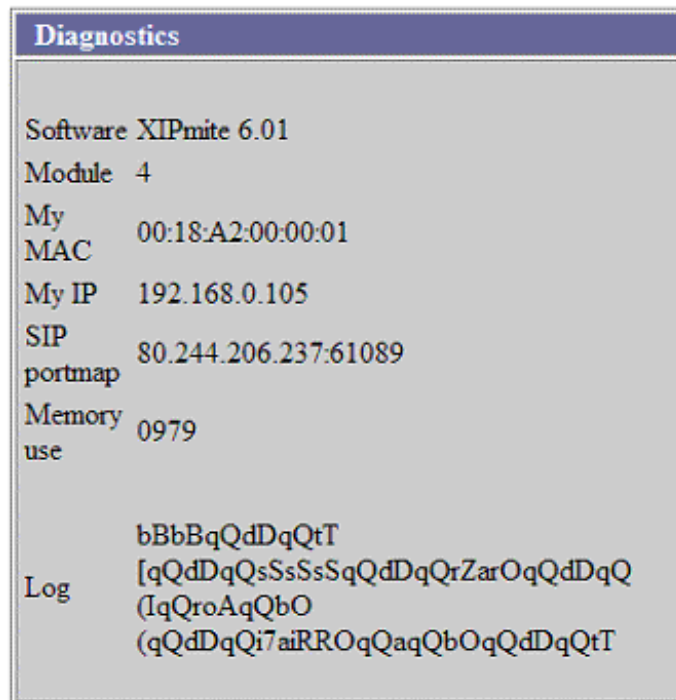 Diagnostics
Software XIPmite 6.01
Module 4
My MAC 00:18:A2:00:00:01
My IP 192.168.0.105
SIP portmap 80.244.206.237:61089
Memory use 0979
Log bBbBqQdDqQtT
[qQdDqQsSsSsSqQdDqQrZarOqQdDqQ
(IqQroAqQbO
(qQdDqQi7aiRROqQaqQbOqQdDqQtT